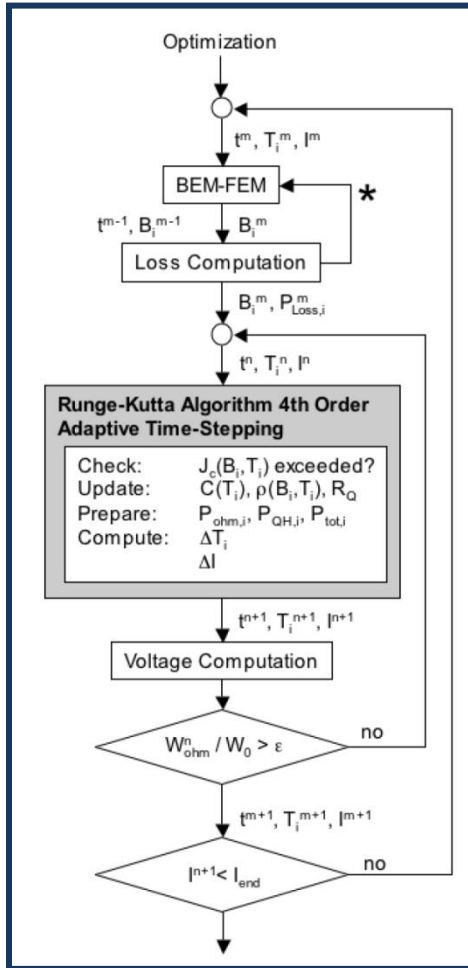 Optimization
t^m, T_i^m, I^m
BEM-FEM
*
t^{m-1}, B_i^{m-1} B_i^m
Loss Computation
B_i^m, P_{Loss,i}^m
t^n, T_i^n, I^n
Runge-Kutta Algorithm 4th Order
Adaptive Time-Stepping
Check: J_c(B_i,T_i) exceeded?
Update: C(T_i), ρ(B_i,T_i), R_Q
Prepare: P_{ohm,i}, P_{QH,i}, P_{tot,i}
Compute: ΔT_i
ΔI
t^{n+1}, T_i^{n+1}, I^{n+1}
Voltage Computation
W_{ohm}^n / W_0 > ε no
t^{m+1}, T_i^{m+1}, I^{m+1}
I^{n+1} < I_{end} no